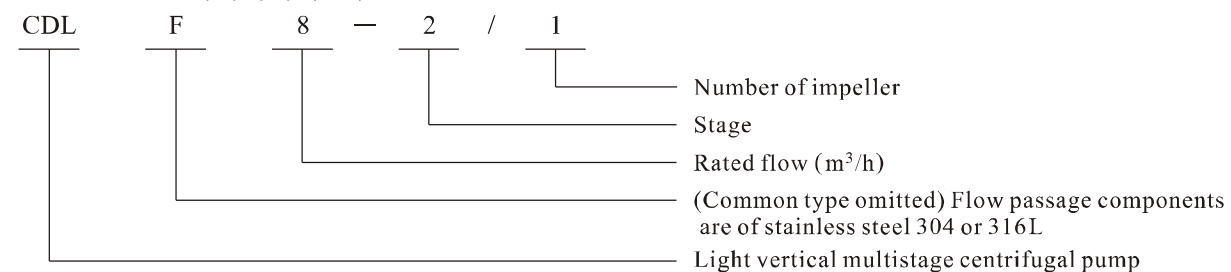 CDL F 8 — 2 / 1
Number of impeller
Stage
Rated flow (m³/h)
(Common type omitted) Flow passage components
are of stainless steel 304 or 316L
Light vertical multistage centrifugal pump